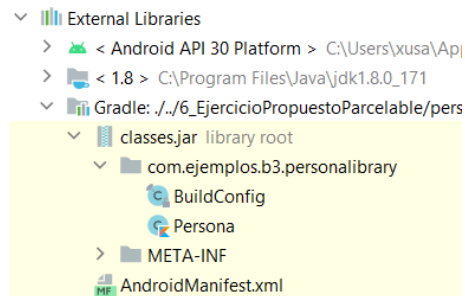 External Libraries
< Android API 30 Platform > C:\Users\xusa\App
< 1.8 > C:\Program Files\Java\jdk1.8.0_171
Gradle: ./../6_EjercicioPropuestoParcelable/pers
classes.jar library root
com.ejemplos.b3.personalibrary
BuildConfig
Persona
META-INF
MF AndroidManifest.xml